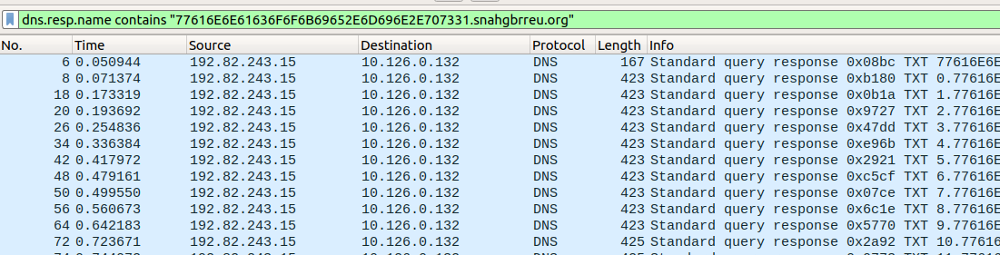 dns.resp.name contains "77616E6E61636F6F6B69652E6D696E2E707331.snahgbrreu.org"
No. Time Source Destination Protocol Length Info
6 0.050944 192.82.243.15 10.126.0.132 DNS 167 Standard query response 0x08bc TXT 77616E6E
8 0.071374 192.82.243.15 10.126.0.132 DNS 423 Standard query response 0xb180 TXT 0.77616E
18 0.173319 192.82.243.15 10.126.0.132 DNS 423 Standard query response 0x0b1a TXT 1.77616E
20 0.193692 192.82.243.15 10.126.0.132 DNS 423 Standard query response 0x9727 TXT 2.77616E
26 0.254836 192.82.243.15 10.126.0.132 DNS 423 Standard query response 0x47dd TXT 3.77616E
34 0.336384 192.82.243.15 10.126.0.132 DNS 423 Standard query response 0xe96b TXT 4.77616E
42 0.417972 192.82.243.15 10.126.0.132 DNS 423 Standard query response 0x2921 TXT 5.77616E
48 0.479161 192.82.243.15 10.126.0.132 DNS 423 Standard query response 0xc5cf TXT 6.77616E
50 0.499550 192.82.243.15 10.126.0.132 DNS 423 Standard query response 0x07ce TXT 7.77616E
56 0.560673 192.82.243.15 10.126.0.132 DNS 423 Standard query response 0x6c1e TXT 8.77616E
64 0.642183 192.82.243.15 10.126.0.132 DNS 423 Standard query response 0x5770 TXT 9.77616E
72 0.723671 192.82.243.15 10.126.0.132 DNS 425 Standard query response 0x2a92 TXT 10.77616